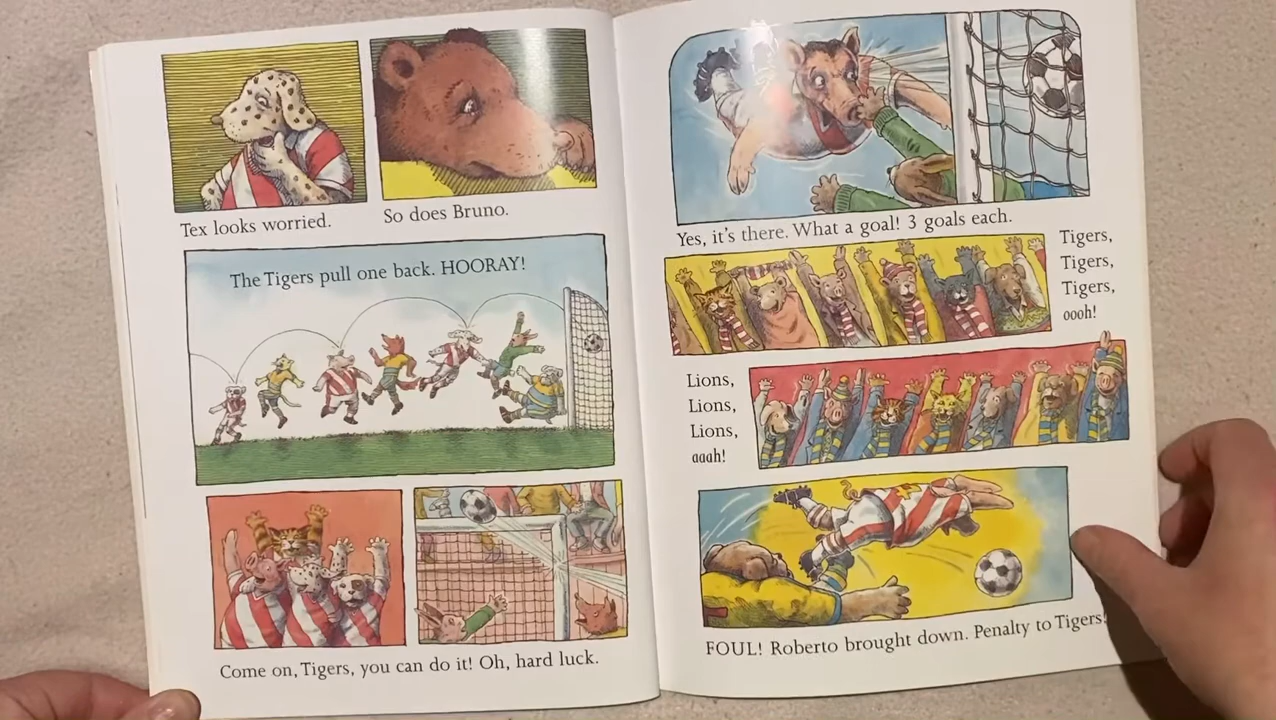 Tex looks worried.
So does Bruno.
The Tigers pull one back. HOORAY!
Come on, Tigers, you can do it! Oh, hard luck.
Yes, it's there. What a goal! 3 goals each.
Tigers,
Tigers,
Tigers,
oooh!
Lions,
Lions,
Lions,
aaah!
FOUL! Roberto brought down. Penalty to Tigers!